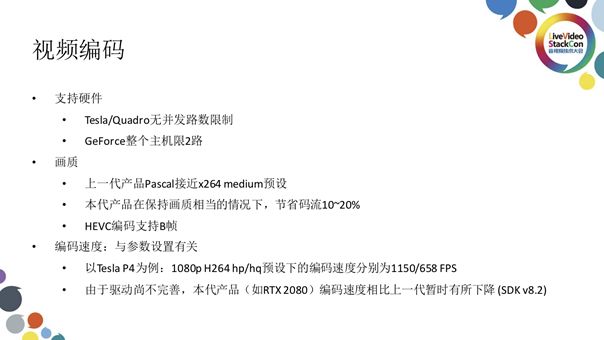 LiveVideo
StackCon
音视频技术大会
视频编码
• 支持硬件
• Tesla/Quadro无并发路数限制
• GeForce整个主机限2路
• 画质
• 上一代产品Pascal接近x264 medium预设
• 本代产品在保持画质相当的情况下，节省码流10~20%
• HEVC编码支持B帧
• 编码速度：与参数设置有关
• 以Tesla P4为例：1080p H264 hp/hq预设下的编码速度分别为1150/658 FPS
• 由于驱动尚不完善，本代产品（如RTX 2080）编码速度相比上一代暂时有所下降 (SDK v8.2)